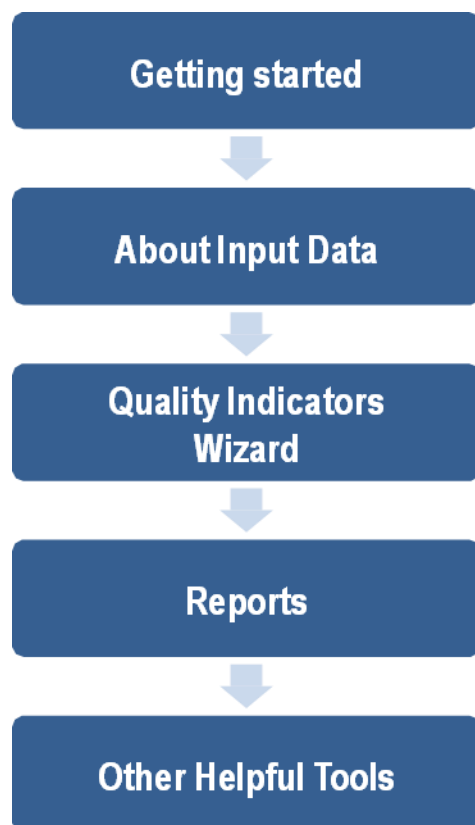 Getting started
About Input Data
Quality Indicators
Wizard
Reports
Other Helpful Tools